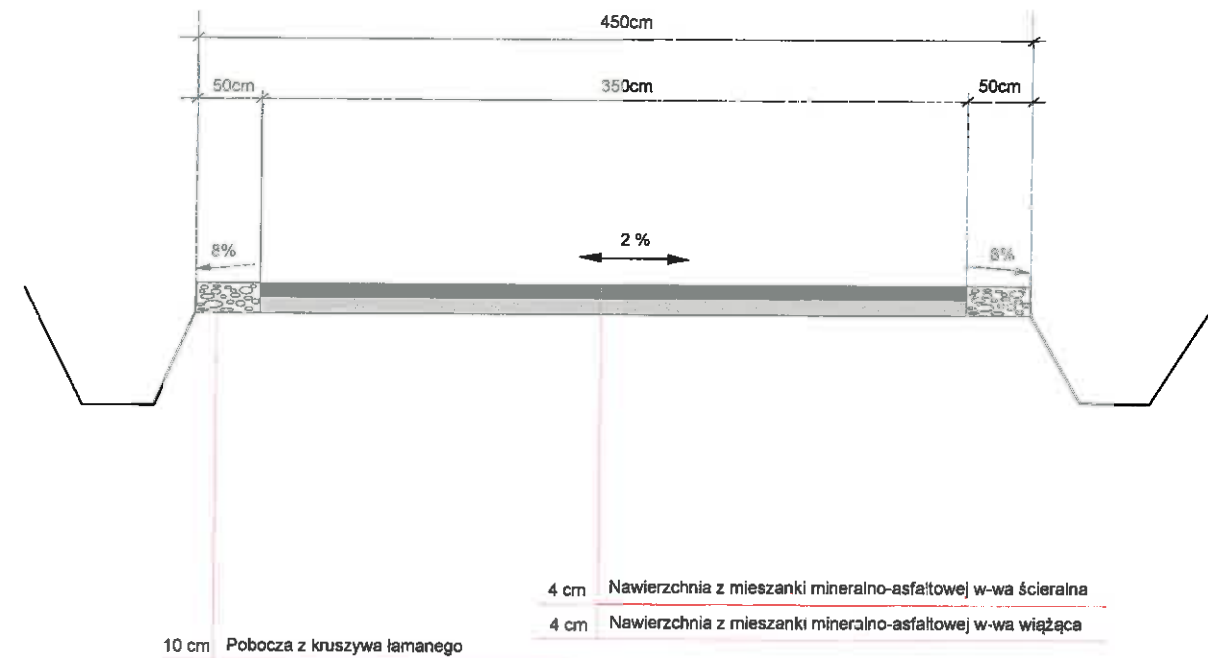 450cm
50cm 350cm 50cm
8% 2 % 8%
4 cm Nawierzchnia z mieszanki mineralno-asfaltowej w-wa ścieralna
4 cm Nawierzchnia z mieszanki mineralno-asfaltowej w-wa wiążąca
10 cm Pobocza z kruszywa łamanego